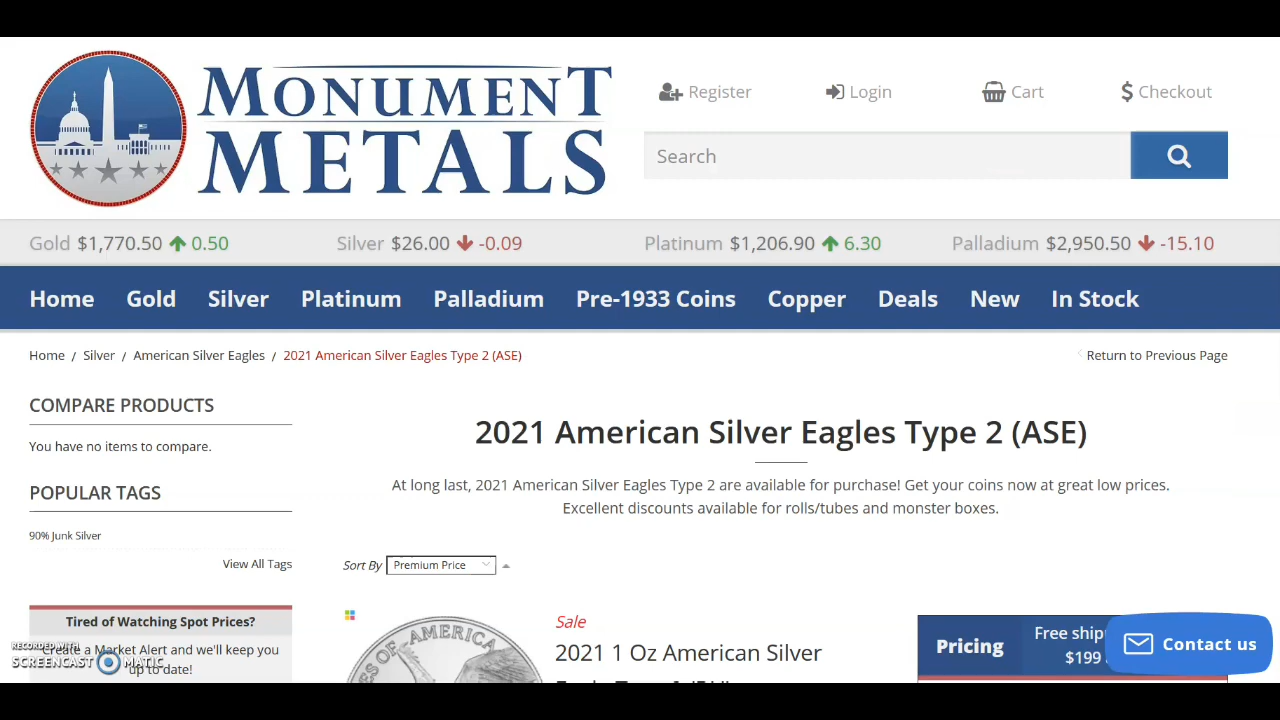 MONUMENT
METALS
Register
Login
Cart
Checkout
Search
Gold $1,770.50 0.50
Silver $26.00 -0.09
Platinum $1,206.90 6.30
Palladium $2,950.50 -15.10
Home Gold Silver Platinum Palladium Pre-1933 Coins Copper Deals New In Stock
Home / Silver / American Silver Eagles / 2021 American Silver Eagles Type 2 (ASE)
Return to Previous Page
COMPARE PRODUCTS
You have no items to compare.
POPULAR TAGS
90% Junk Silver
View All Tags
Tired of Watching Spot Prices?
Create a Market Alert and we'll keep you
up to date!
RECORDED WITH
SCREENCAST MATIC
2021 American Silver Eagles Type 2 (ASE)
At long last, 2021 American Silver Eagles Type 2 are available for purchase! Get your coins now at great low prices.
Excellent discounts available for rolls/tubes and monster boxes.
Sort By Premium Price
OF AMERICA
Sale
2021 1 Oz American Silver
Pricing
Free ship
$199
Contact us